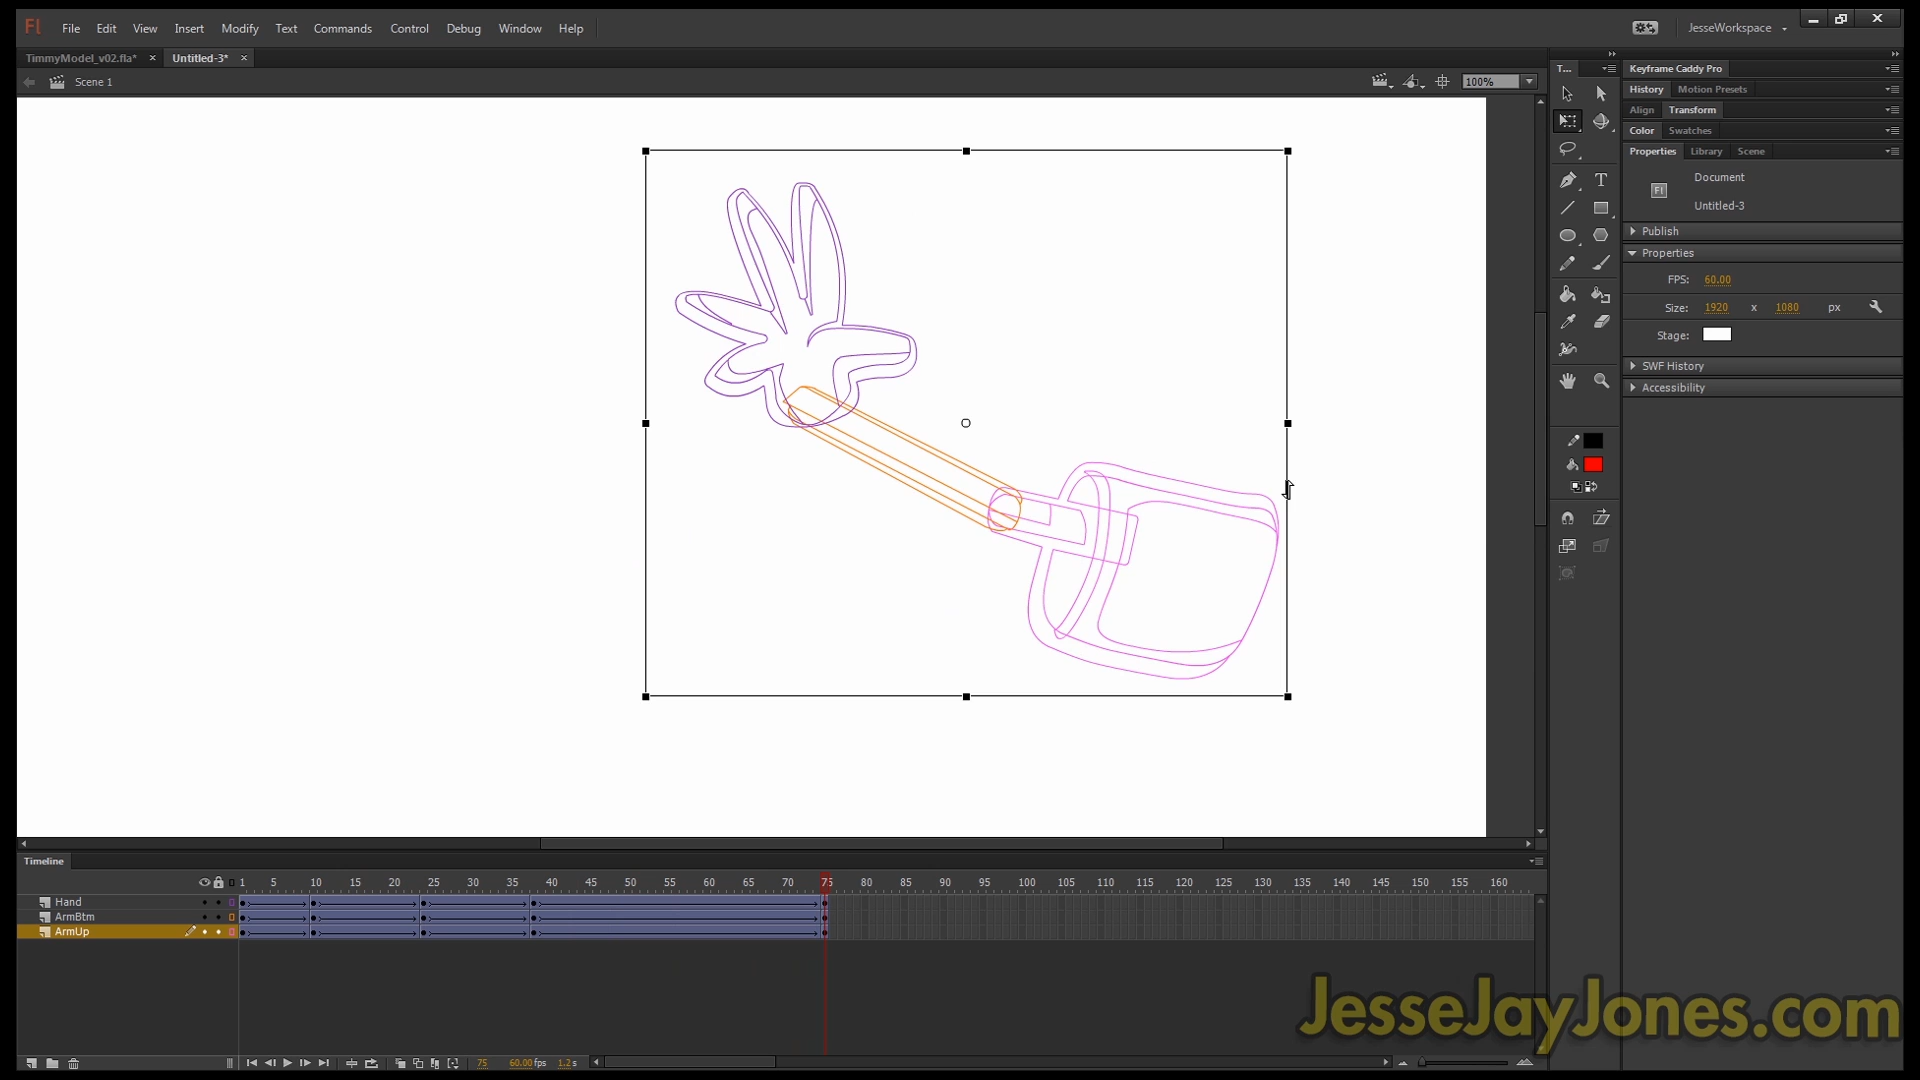 Fl File Edit View Insert Modify Text Commands Control Debug Window Help JesseWorkspace
TimmyModel_v02.fla* × Untitled-3* ×
Scene 1 100%
T...
T
Keyframe Caddy Pro
History Motion Presets
Align Transform
Color Swatches
Properties Library Scene
Document
Fl
Untitled-3
Publish
Properties
FPS: 60.00
Size: 1920 x 1080 px
Stage:
SWF History
Accessibility
Timeline
1 5 10 15 20 25 30 35 40 45 50 55 60 65 70 75 80 85 90 95 100 105 110 115 120 125 130 135 140 145 150 155 160
Hand
ArmBtm
ArmUp
75 60.00 fps 1.2 s
JesseJayJones.com